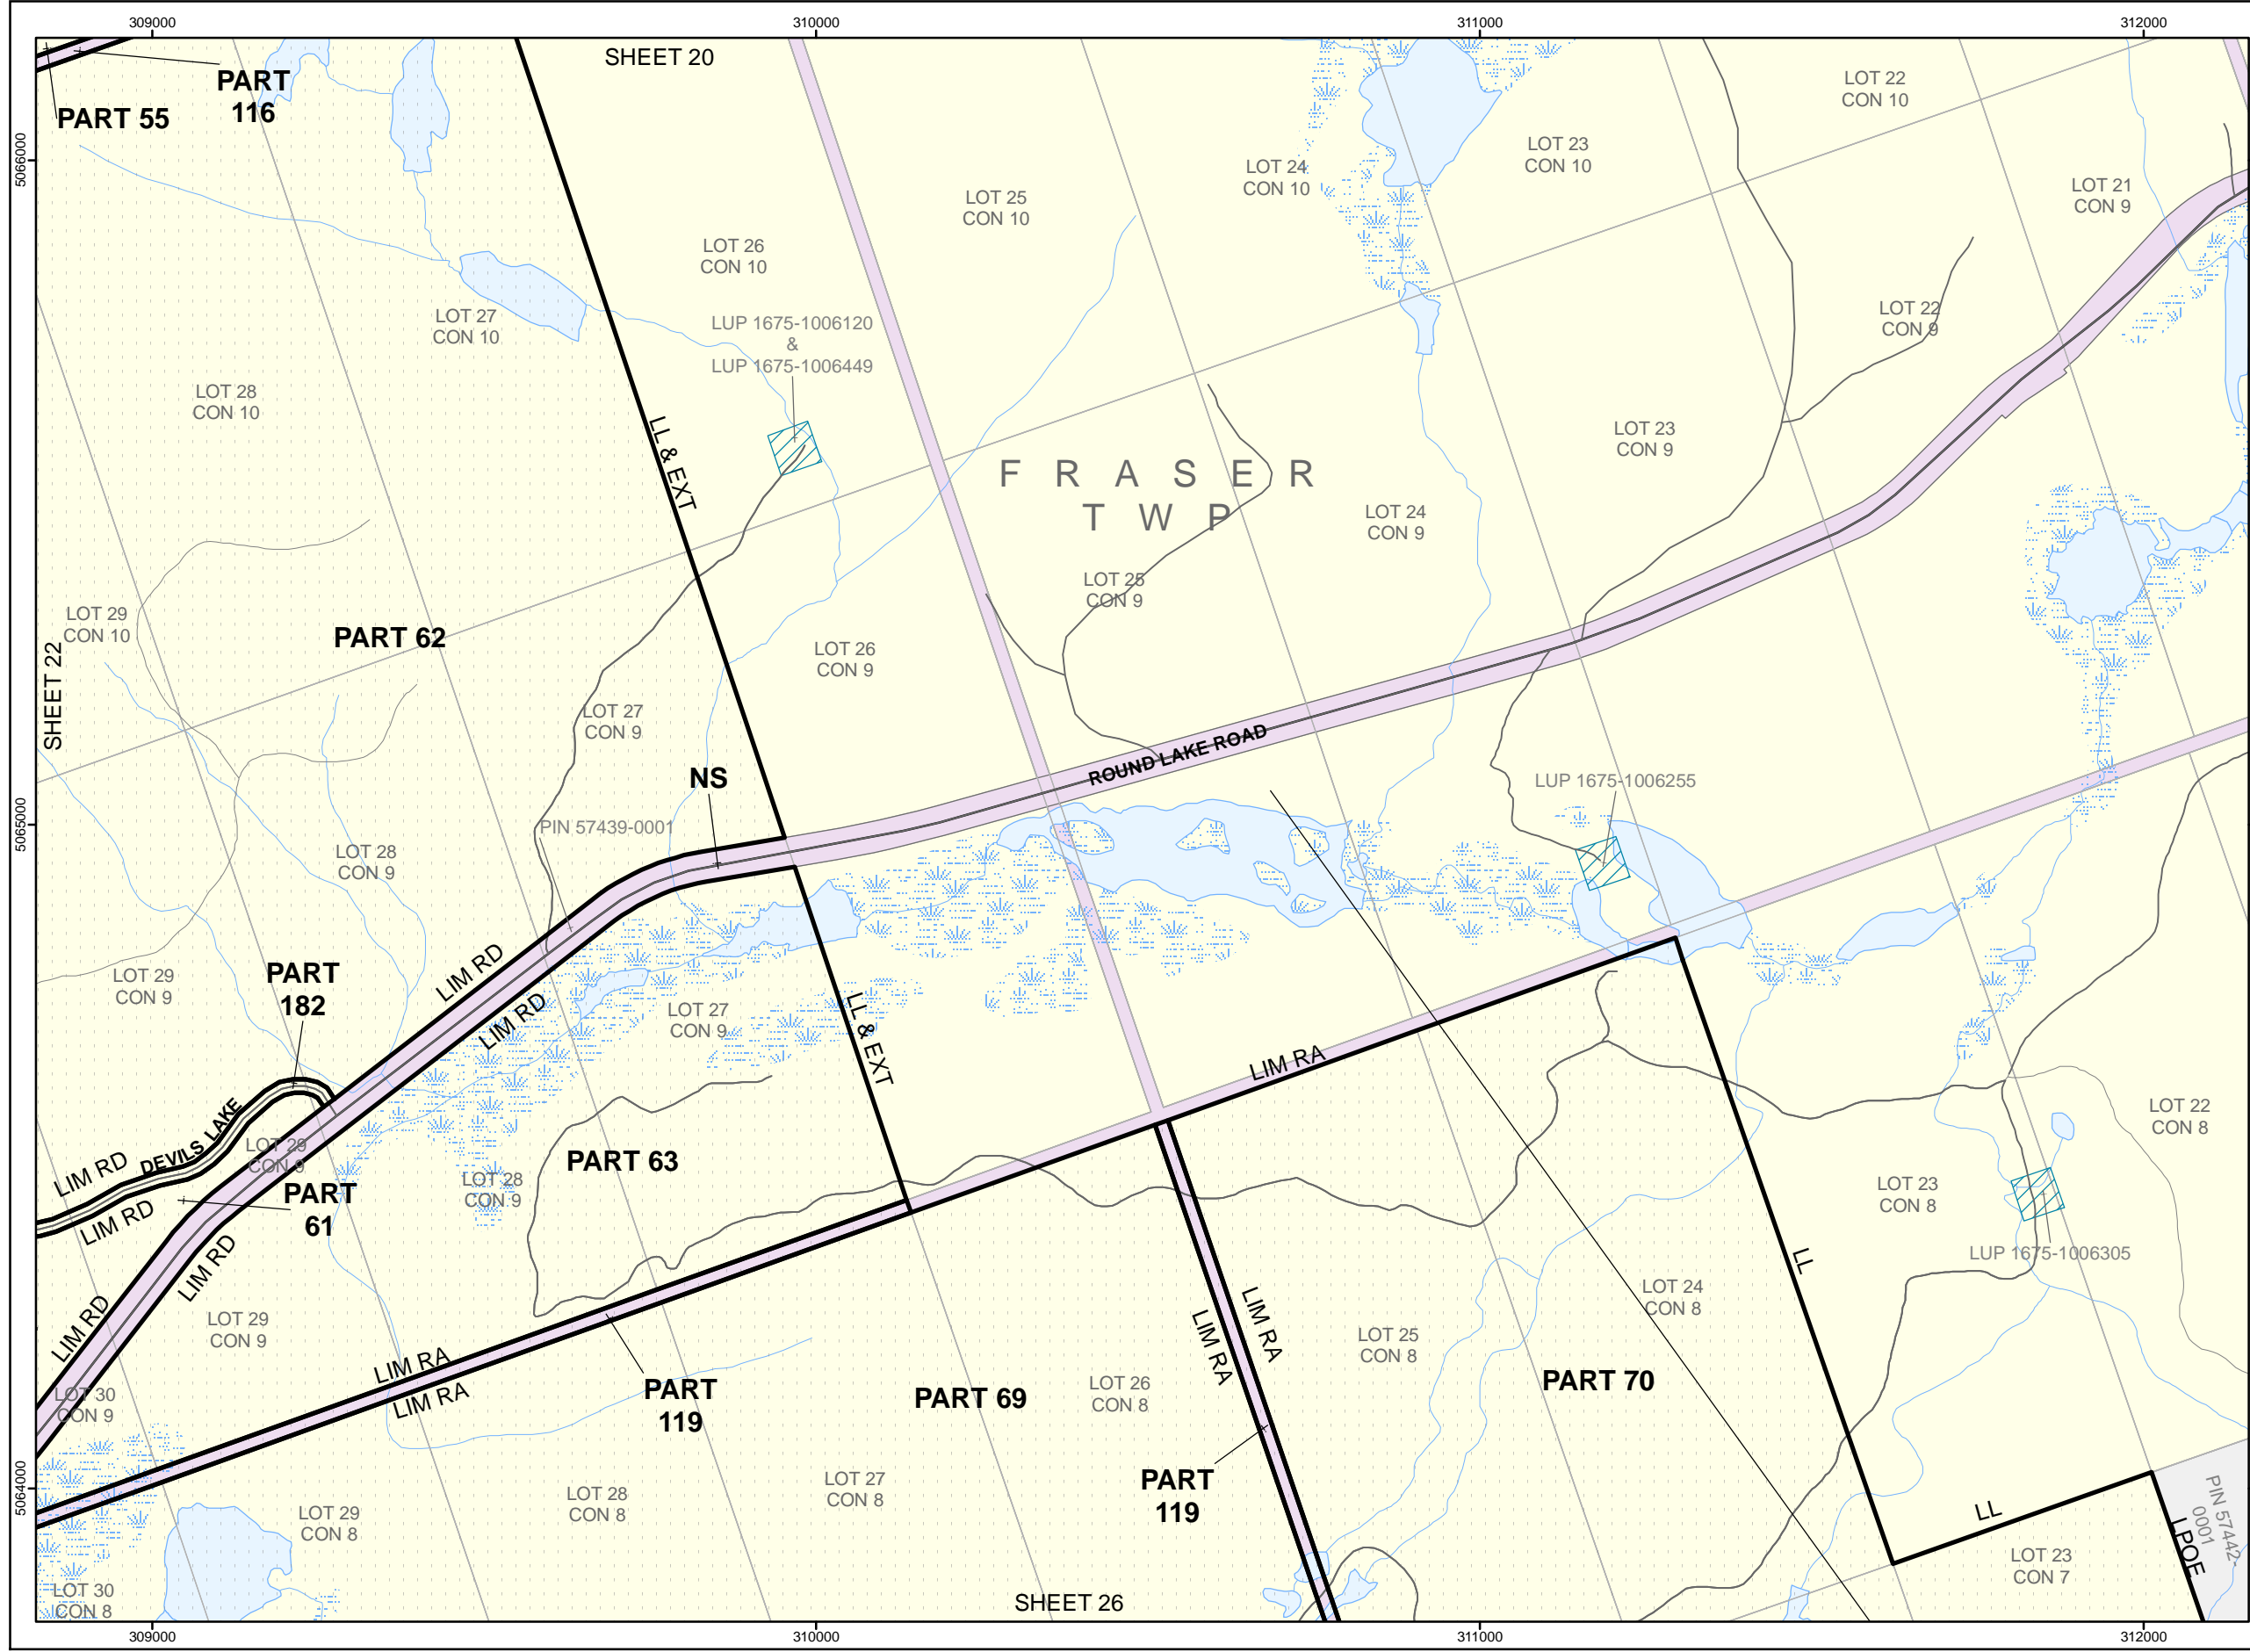 309000
310000
311000
312000
SHEET 20
PART
116
PART 55
LOT 22
CON 10
5066000
LOT 23
CON 10
LOT 24
CON 10
LOT 25
CON 10
LOT 21
CON 9
LOT 26
CON 10
LOT 27
CON 10
LUP 1675-1006120
&
LUP 1675-1006449
LOT 22
CON 9
LOT 28
CON 10
LL & EXT
LOT 23
CON 9
F R A S E R
T W P
LOT 24
CON 9
LOT 25
CON 9
LOT 29
CON 10
PART 62
SHEET 22
LOT 26
CON 9
LOT 27
CON 9
ROUND LAKE ROAD
NS
LUP 1675-1006255
5065000
PIN 57439-0001
LOT 28
CON 9
LOT 29
CON 9
PART
182
LIM RD
LIM RD
LOT 27
CON 9
LL & EXT
LIM RA
DEVILS LAKE
LIM RD
LIM RD
LOT 29
CON 9
PART
61
LOT 28
CON 9
PART 63
LOT 22
CON 8
LOT 23
CON 8
LUP 1675-1006305
LL
LIM RD
LIM RD
LOT 29
CON 9
LOT 24
CON 8
LIM RA
LIM RA
LOT 25
CON 8
LIM RA
LIM RA
LOT 30
CON 9
PART
119
PART 69
LOT 26
CON 8
PART 70
PART
119
5064000
LOT 27
CON 8
LOT 28
CON 8
LOT 29
CON 8
LL
LPOF
PIN 57442-
0001
LOT 23
CON 7
LOT 30
CON 8
SHEET 26
309000
310000
311000
312000